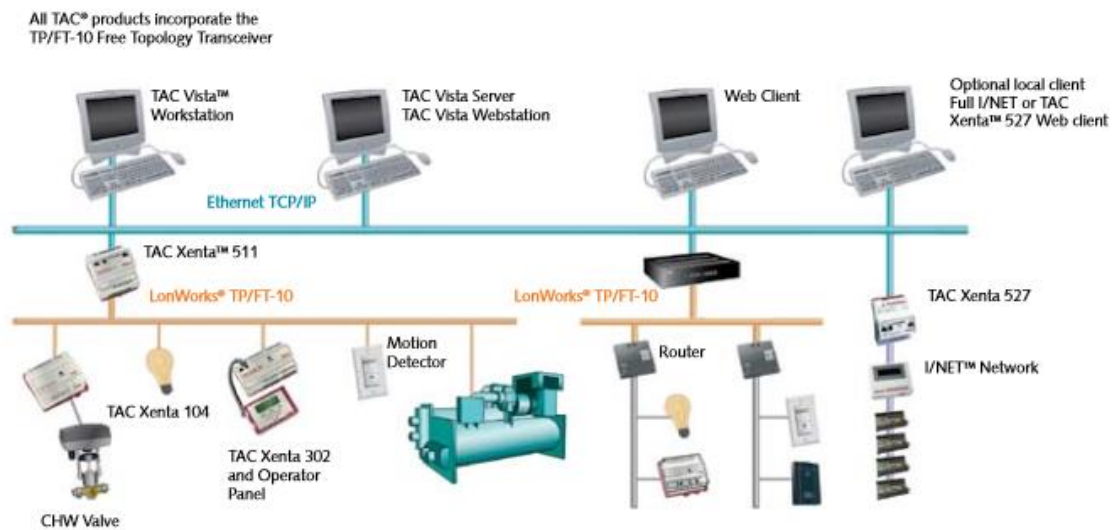 All TAC® products incorporate the
TP/FT-10 Free Topology Transceiver
TAC Vista™
Workstation
TAC Vista Server
TAC Vista Webstation
Web Client
Optional local client
Full I/NET or TAC
Xenta™ 527 Web client
Ethernet TCP/IP
TAC Xenta™ 511
LonWorks® TP/FT-10
LonWorks® TP/FT-10
TAC Xenta 527
Motion
Detector
Router
I/NET™ Network
TAC Xenta 104
TAC Xenta 302
and Operator
Panel
CHW Valve